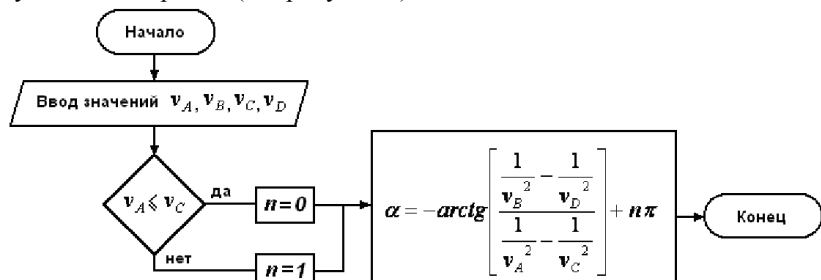 Начало
Ввод значений v_A, v_B, v_C, v_D
v_A ⩽ v_C
да
n=0
нет
n=1
α = −arctg[(1/v_B² − 1/v_D²)/(1/v_A² − 1/v_C²)] + nπ
Конец